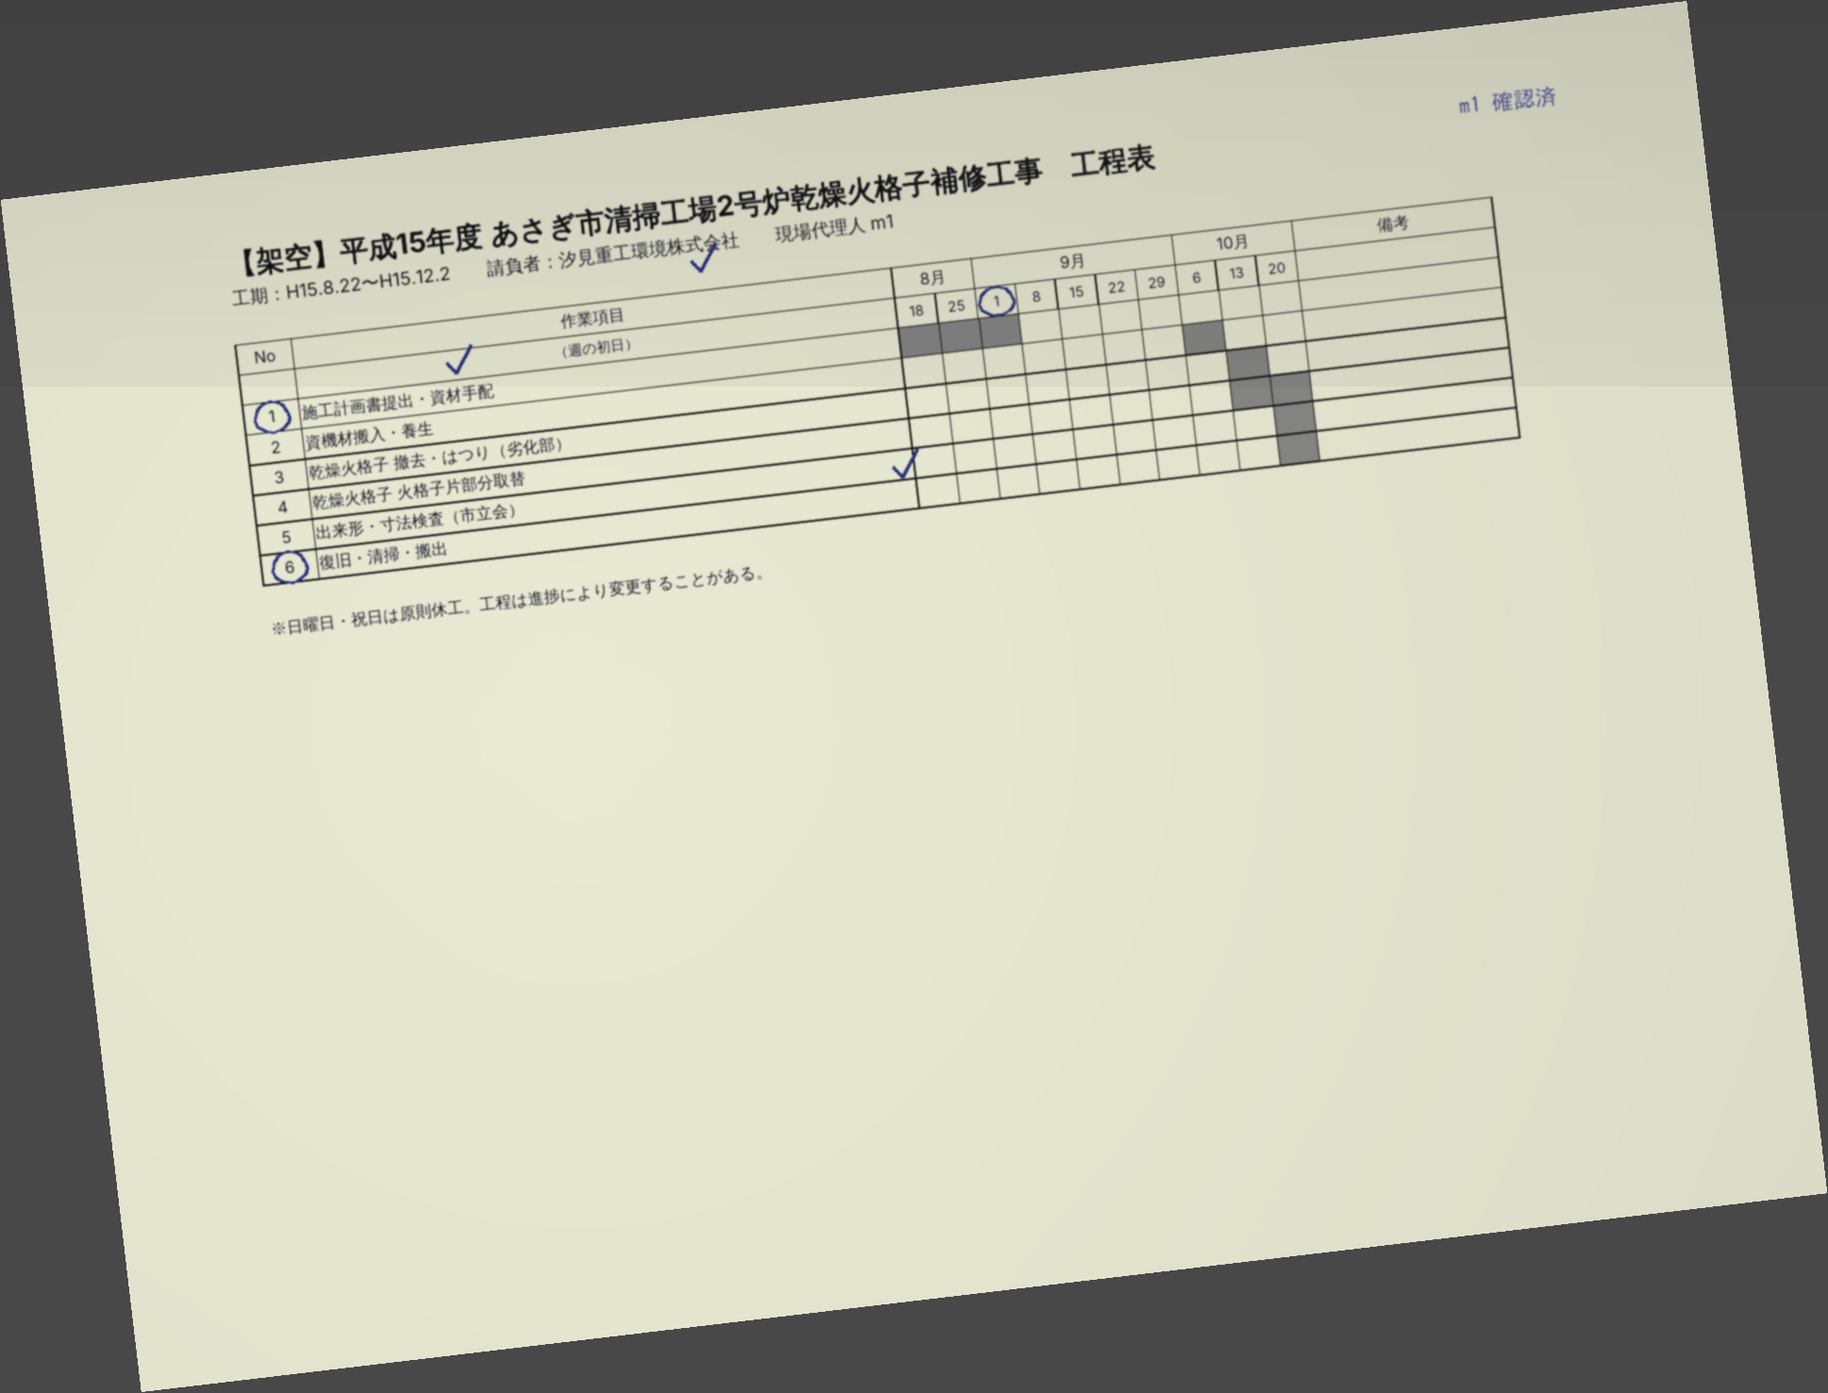 m1 確認済
【架空】平成15年度 あさぎ市清掃工場2号炉乾燥火格子補修工事　工程表
工期：H15.8.22〜H15.12.2　請負者：汐見重工環境株式会社　現場代理人 m1
No 作業項目 8月 9月 10月 備考
（週の初日） 18 25 1 8 15 22 29 6 13 20
1 施工計画書提出・資材手配
2 資機材搬入・養生
3 乾燥火格子 撤去・はつり（劣化部）
4 乾燥火格子 火格子片部分取替
5 出来形・寸法検査（市立会）
6 復旧・清掃・搬出
※日曜日・祝日は原則休工。工程は進捗により変更することがある。